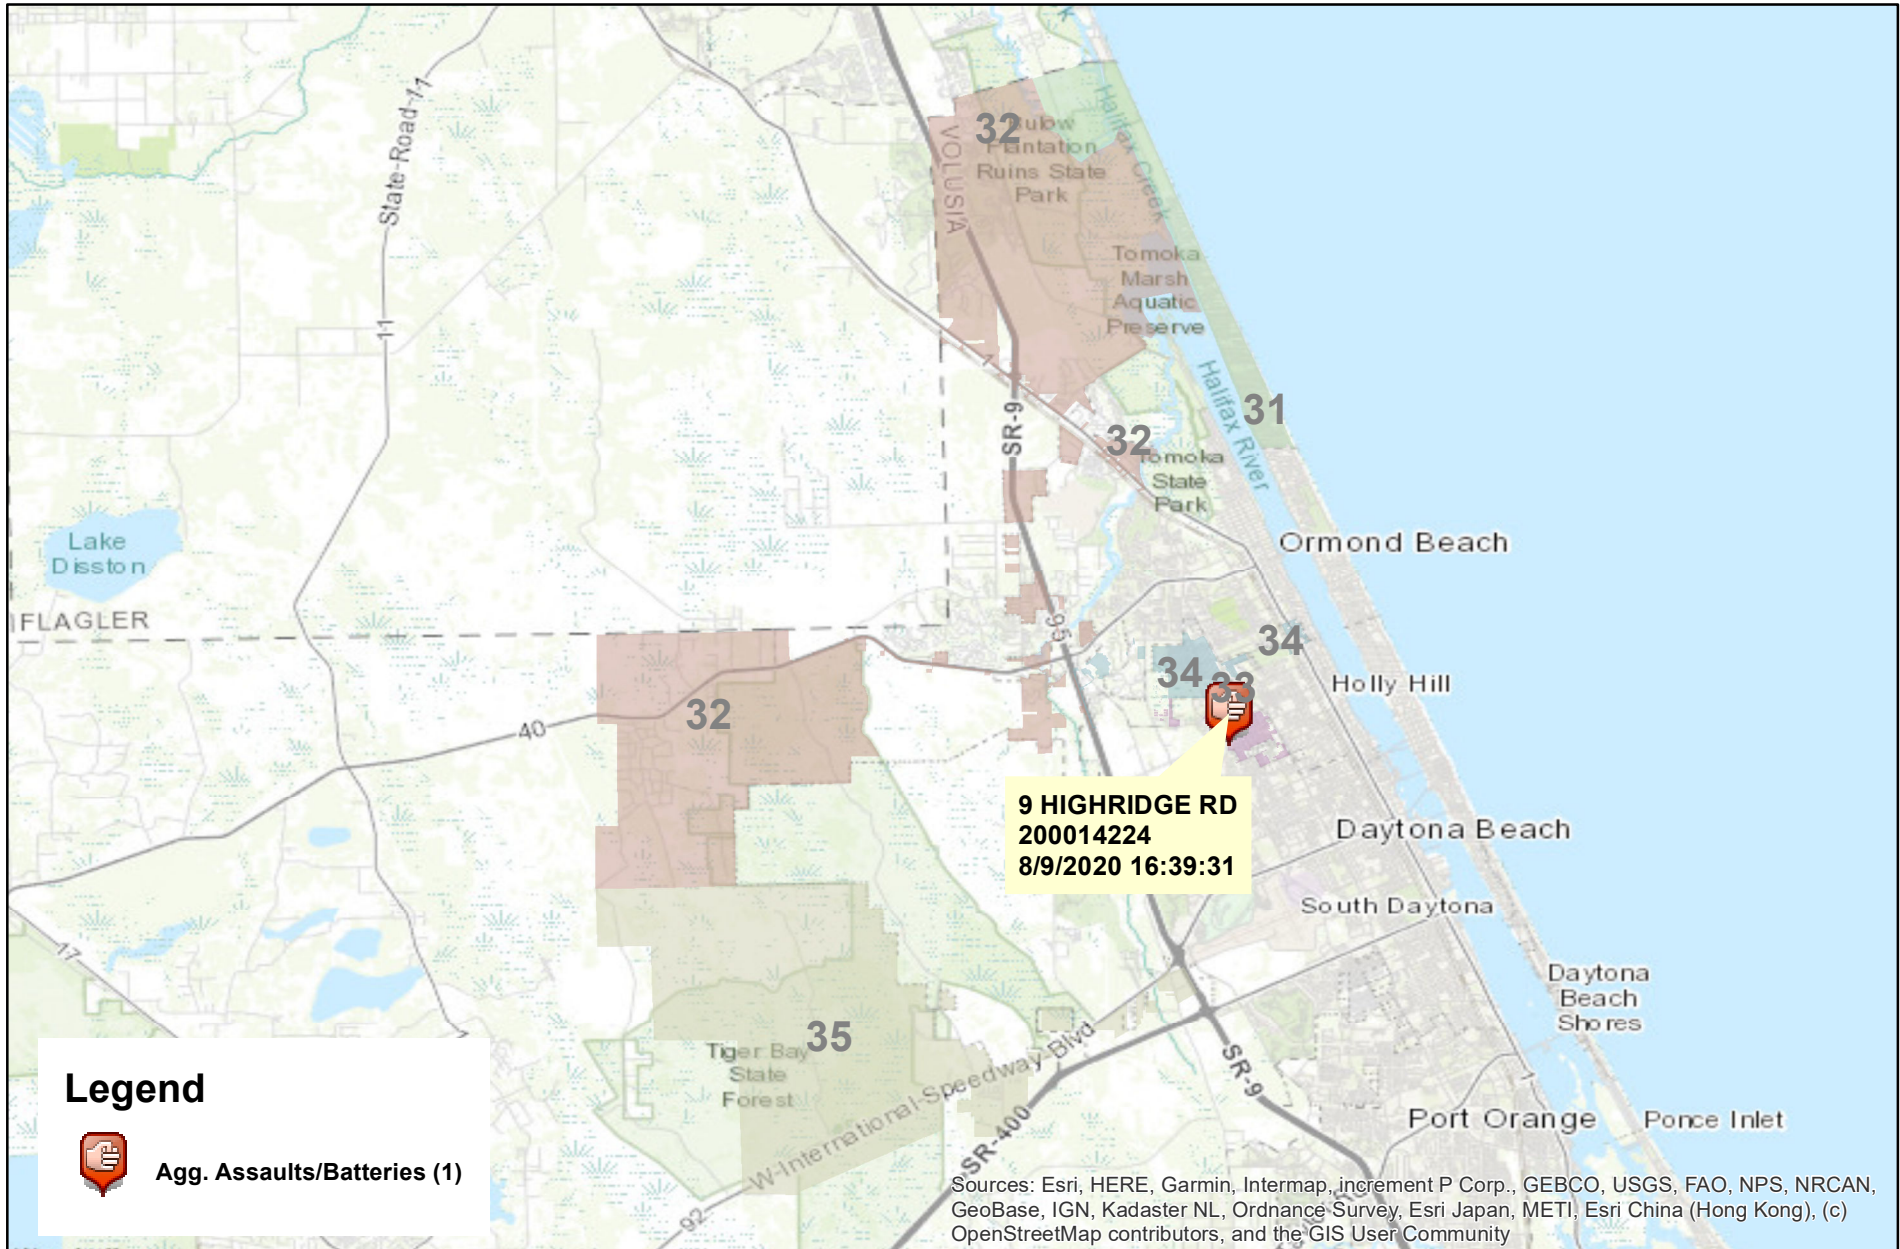 State-Road-11
11
VOLUSIA
32
Bulow
Plantation
Ruins State
Park
Halifax Creek
Tomoka
Marsh
Aquatic
Preserve
Halifax River
31
1
SR-9
32
Tomoka
State
Park
Ormond Beach
Lake
Disston
FLAGLER
95
34
34
33
Holly Hill
32
40
9 HIGHRIDGE RD
200014224
8/9/2020 16:39:31
Daytona Beach
South Daytona
17
Daytona
Beach
Shores
35
Tiger Bay
State
Forest
W-International-Speedway-Blvd
SR-9
SR-400
1
Port Orange
Ponce Inlet
92
Legend
Agg. Assaults/Batteries (1)
Sources: Esri, HERE, Garmin, Intermap, increment P Corp., GEBCO, USGS, FAO, NPS, NRCAN,
GeoBase, IGN, Kadaster NL, Ordnance Survey, Esri Japan, METI, Esri China (Hong Kong), (c)
OpenStreetMap contributors, and the GIS User Community